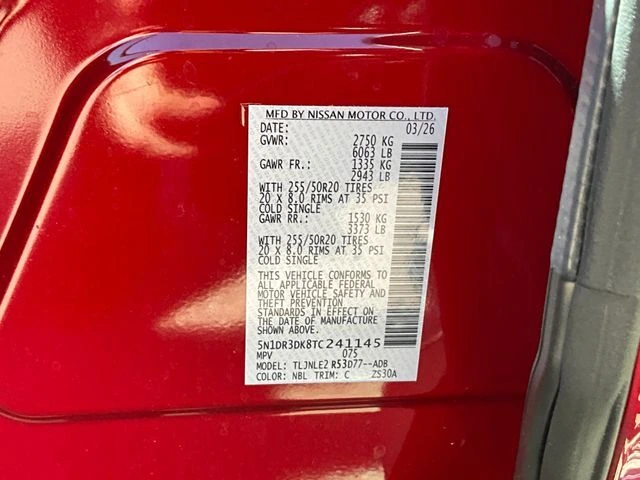 MFD BY NISSAN MOTOR CO., LTD.
DATE: 03/26
GVWR: 2750 KG
6063 LB
GAWR FR.: 1335 KG
2943 LB
WITH 255/50R20 TIRES
20 X 8.0 RIMS AT 35 PSI
COLD SINGLE
GAWR RR.: 1530 KG
3373 LB
WITH 255/50R20 TIRES
20 X 8.0 RIMS AT 35 PSI
COLD SINGLE
THIS VEHICLE CONFORMS TO
ALL APPLICABLE FEDERAL
MOTOR VEHICLE SAFETY AND
THEFT PREVENTION
STANDARDS IN EFFECT ON THE
DATE OF MANUFACTURE
SHOWN ABOVE.
5N1DR3DK8TC241145
MPV 075
MODEL: TLJNLE2 R53D77--ADB
COLOR: NBL TRIM: C ZS30A